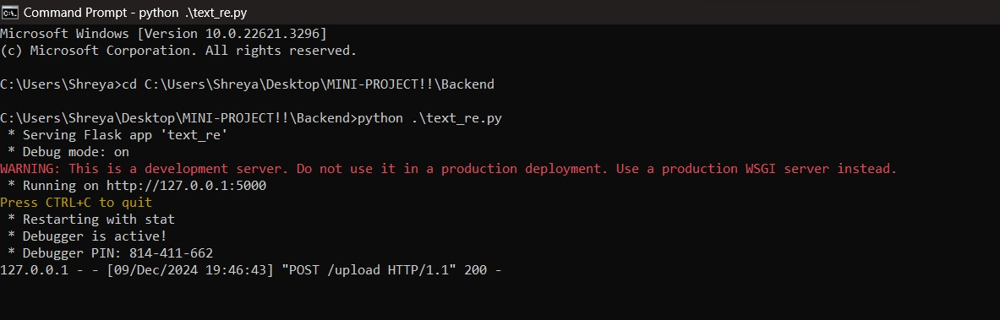 Command Prompt - python .\text_re.py
Microsoft Windows [Version 10.0.22621.3296]
(c) Microsoft Corporation. All rights reserved.
C:\Users\Shreya>cd C:\Users\Shreya\Desktop\MINI-PROJECT!!\Backend
C:\Users\Shreya\Desktop\MINI-PROJECT!!\Backend>python .\text_re.py
 * Serving Flask app 'text_re'
 * Debug mode: on
WARNING: This is a development server. Do not use it in a production deployment. Use a production WSGI server instead.
 * Running on http://127.0.0.1:5000
Press CTRL+C to quit
 * Restarting with stat
 * Debugger is active!
 * Debugger PIN: 814-411-662
127.0.0.1 - - [09/Dec/2024 19:46:43] "POST /upload HTTP/1.1" 200 -